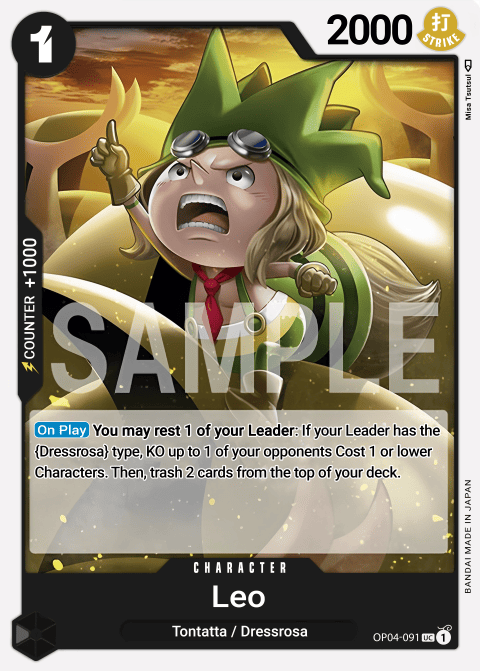 1
2000
打
STRIKE
Misa Tsutsui
COUNTER +1000
SAMPLE
On Play You may rest 1 of your Leader: If your Leader has the
{Dressrosa} type, KO up to 1 of your opponents Cost 1 or lower
Characters. Then, trash 2 cards from the top of your deck.
BANDAI MADE IN JAPAN
CHARACTER
Leo
Tontatta / Dressrosa
OP04-091 UC 1